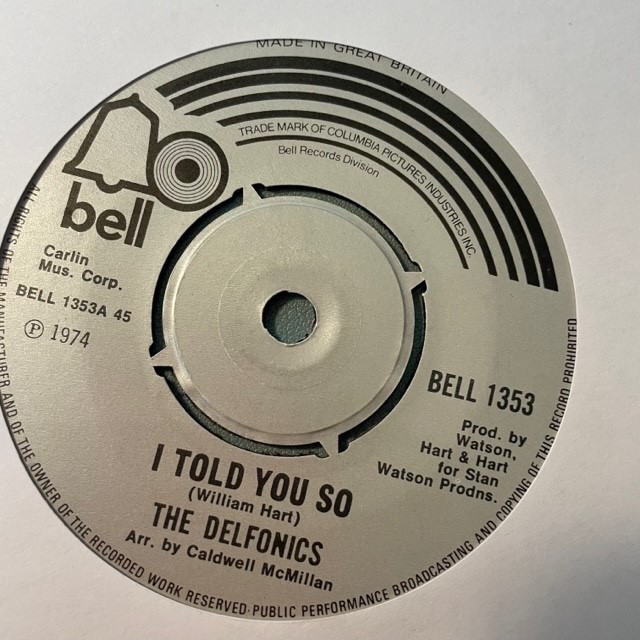 MADE IN GREAT BRITAIN
TRADE MARK OF COLUMBIA PICTURES INDUSTRIES INC.
Bell Records Division
bell
Carlin
Mus. Corp.
BELL 1353A 45
Ⓟ 1974
BELL 1353
Prod. by
Watson,
Hart & Hart
for Stan
Watson Prodns.
I TOLD YOU SO
(William Hart)
THE DELFONICS
Arr. by Caldwell McMillan
ALL RIGHTS OF THE MANUFACTURER AND OF THE OWNER OF THE RECORDED WORK RESERVED · PUBLIC PERFORMANCE BROADCASTING AND COPYING OF THIS RECORD PROHIBITED